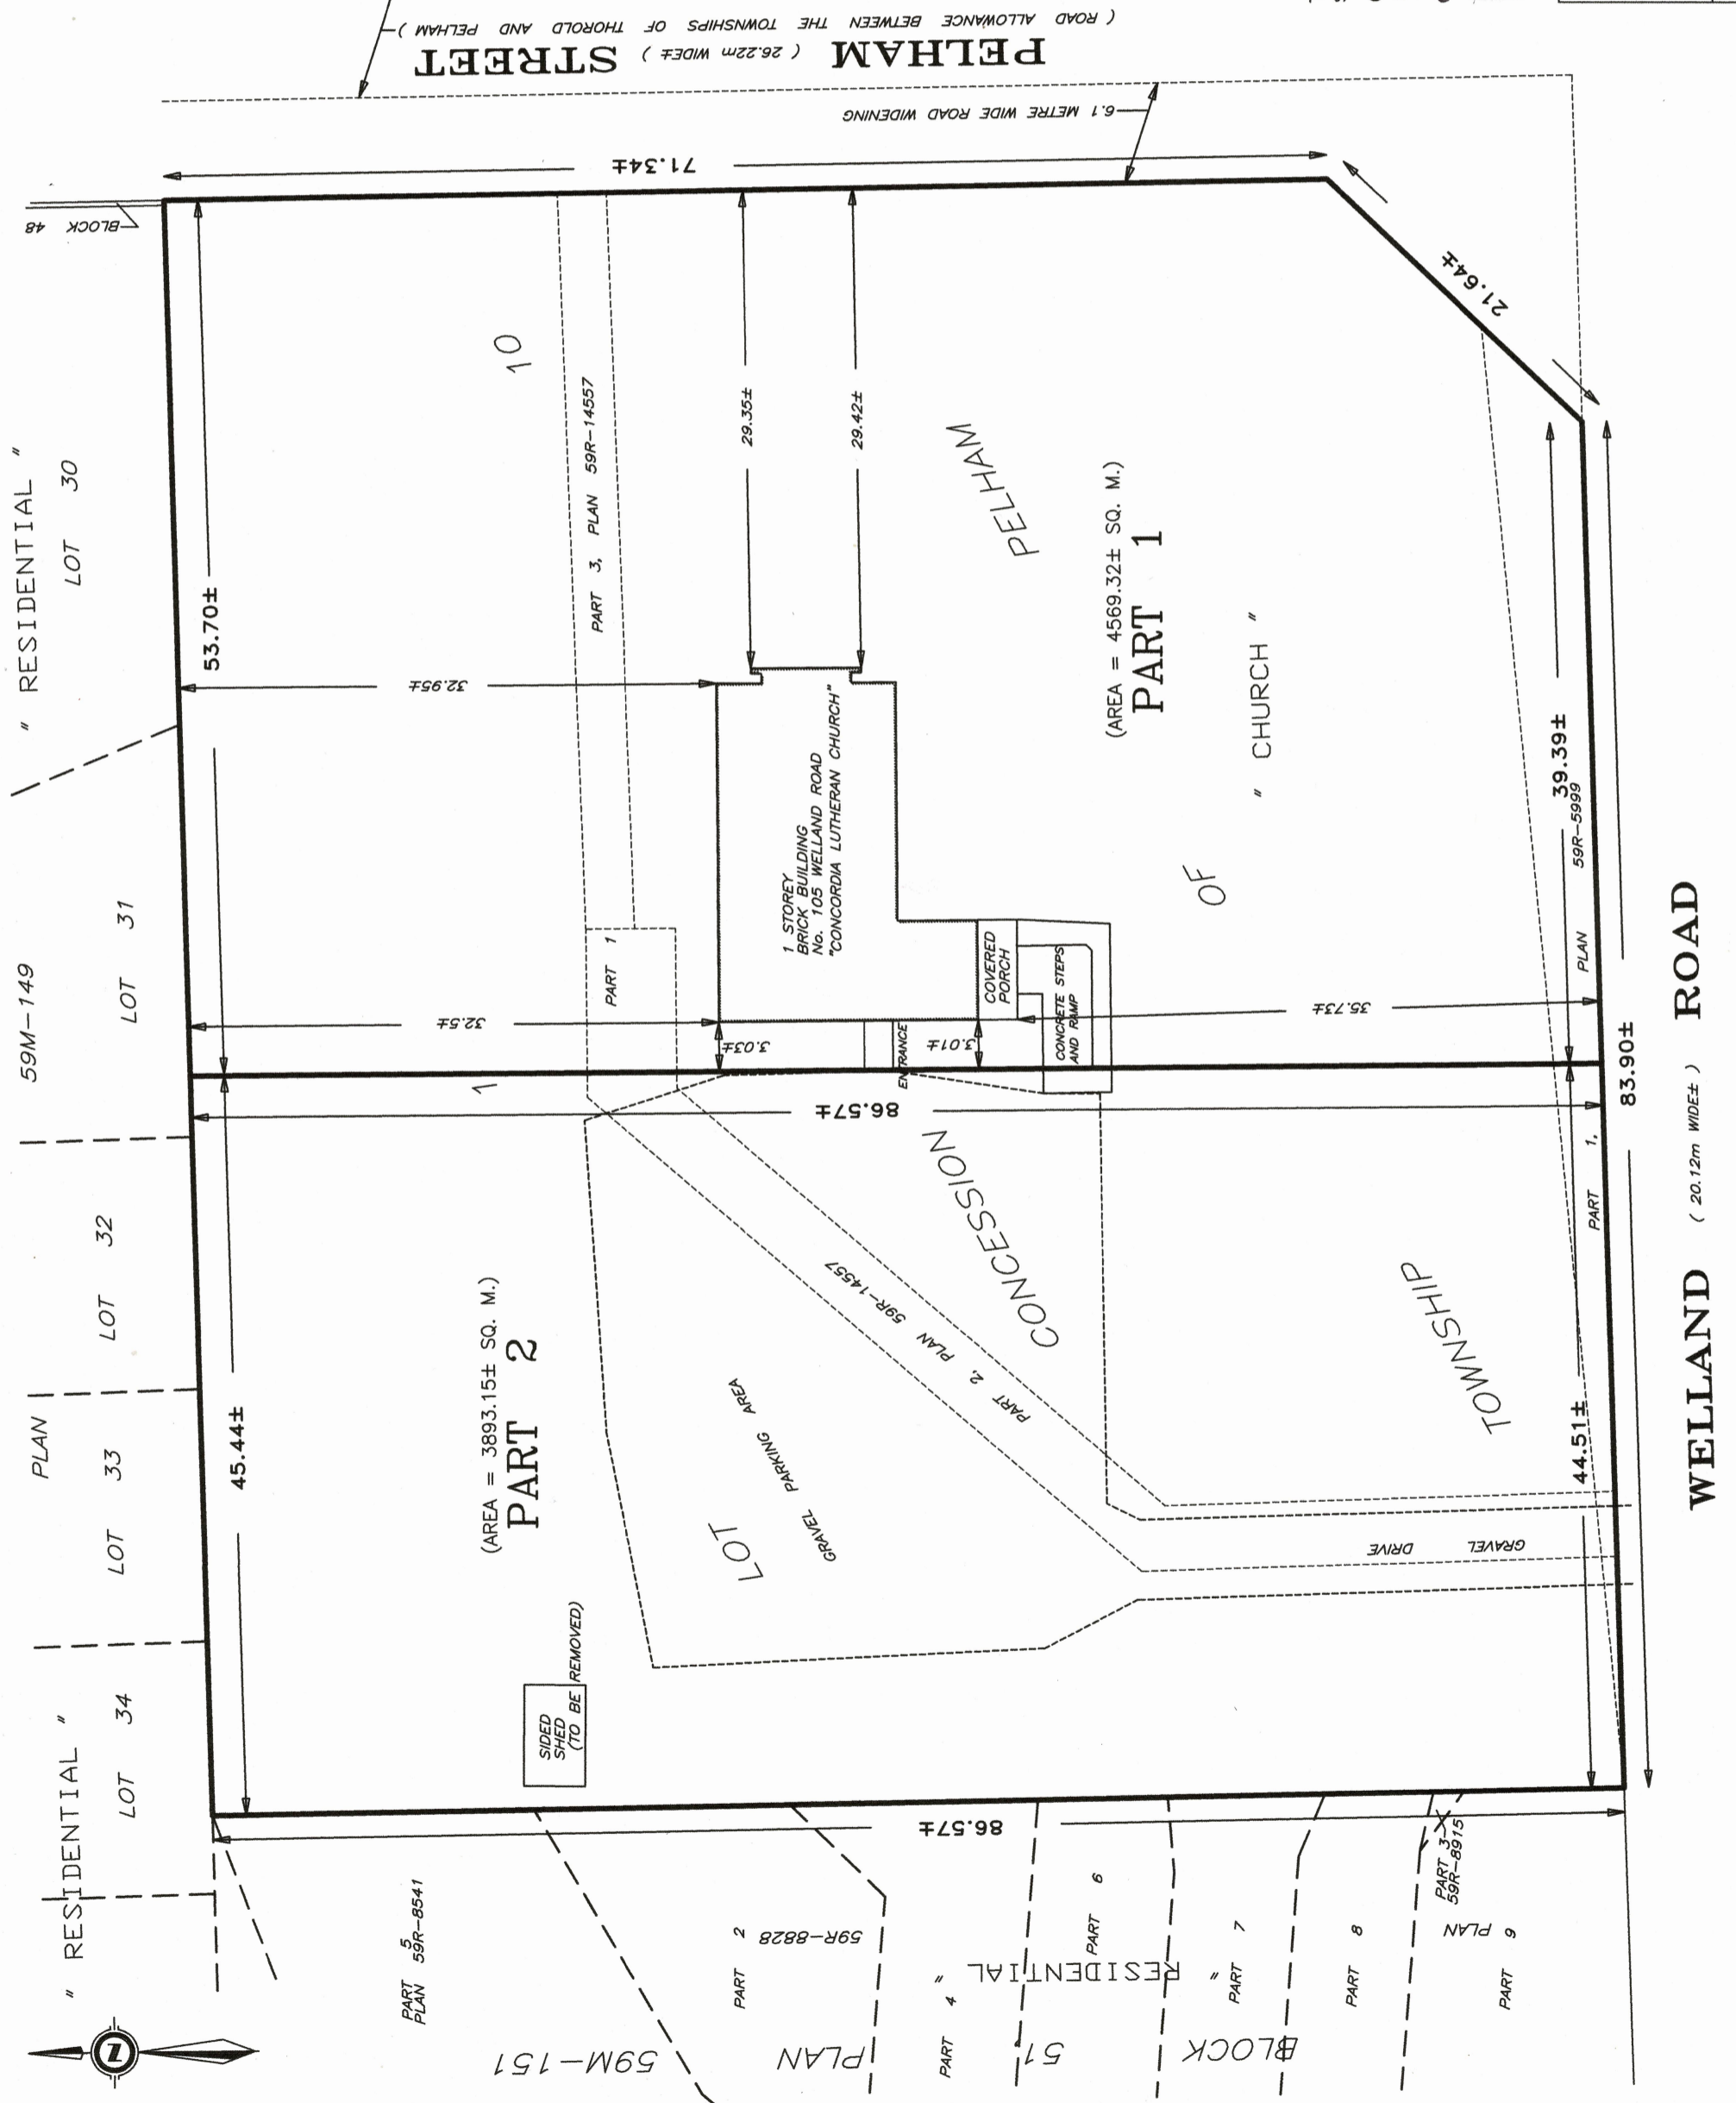 ( ROAD ALLOWANCE BETWEEN THE TOWNSHIPS OF THOROLD AND PELHAM )
PELHAM ( 26.22m WIDE± ) STREET
6.1 METRE WIDE ROAD WIDENING
71.34±
BLOCK 48
21.64±
" RESIDENTIAL "
LOT 30
53.70±
LOT 31
59M-149
PLAN
LOT 32
LOT 33
LOT 34
" RESIDENTIAL "
45.44±
32.95±
32.5±
29.35±
29.42±
10
PART 3, PLAN 59R-14557
PART 1
1 STOREY
BRICK BUILDING
No. 105 WELLAND ROAD
"CONCORDIA LUTHERAN CHURCH"
COVERED
PORCH
CONCRETE STEPS
AND RAMP
ENTRANCE
3.03±
3.01±
35.73±
PELHAM
(AREA = 4569.32± SQ. M.)
PART 1
" CHURCH "
OF
39.39±
PART 1, PLAN 59R-5999
86.57±
1
CONCESSION
PART 2, PLAN 59R-14557
(AREA = 3893.15± SQ. M.)
PART 2
LOT
GRAVEL PARKING AREA
TOWNSHIP
GRAVEL DRIVE
44.51±
83.90±
WELLAND ( 20.12m WIDE± ) ROAD
SIDED
SHED
(TO BE REMOVED)
86.57±
PART 5
PLAN 59R-8541
PART 2
59R-8828
PART 4
" RESIDENTIAL "
PART 6
PART 7
PART 8
PART 3
59R-8915
PLAN
PART 9
BLOCK 51 PLAN 59M-151
N